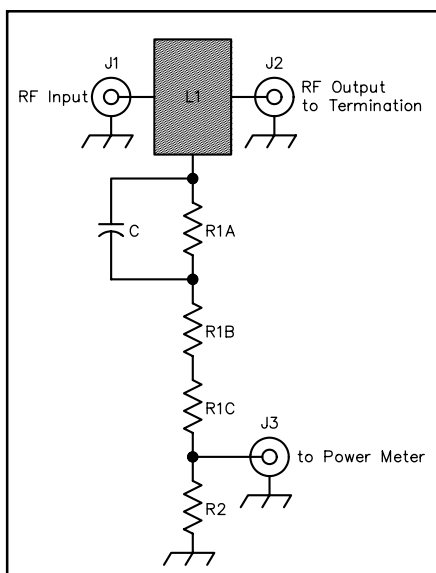 J1
J2
RF Input
L1
RF Output
to Termination
C
R1A
R1B
R1C
J3
to Power Meter
R2